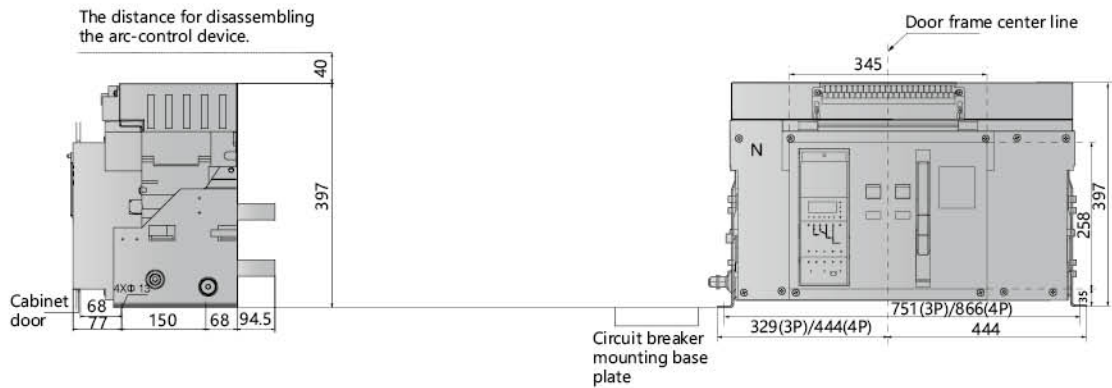 The distance for disassembling
the arc-control device.
40
397
4XΦ 13
Cabinet
door
68
77
150
68
94.5
Door frame center line
345
N
258
397
35
751(3P)/866(4P)
329(3P)/444(4P)
444
Circuit breaker
mounting base
plate